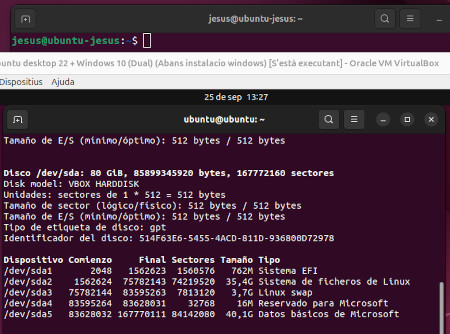 jesus@ubuntu-jesus: ~
jesus@ubuntu-jesus:~$
buntu desktop 22 + Windows 10 (Dual) (Abans instalacio windows) [S'està executant] - Oracle VM VirtualBox
Dispositius Ajuda
25 de sep 13:27
ubuntu@ubuntu: ~
Tamaño de E/S (mínimo/óptimo): 512 bytes / 512 bytes
Disco /dev/sda: 80 GiB, 85899345920 bytes, 167772160 sectores
Disk model: VBOX HARDDISK
Unidades: sectores de 1 * 512 = 512 bytes
Tamaño de sector (lógico/físico): 512 bytes / 512 bytes
Tamaño de E/S (mínimo/óptimo): 512 bytes / 512 bytes
Tipo de etiqueta de disco: gpt
Identificador del disco: 514F63E6-5455-4ACD-811D-936800D72978
Dispositivo Comienzo Final Sectores Tamaño Tipo
/dev/sda1 2048 1562623 1560576 762M Sistema EFI
/dev/sda2 1562624 75782143 74219520 35,4G Sistema de ficheros de Linux
/dev/sda3 75782144 83595263 7813120 3,7G Linux swap
/dev/sda4 83595264 83628031 32768 16M Reservado para Microsoft
/dev/sda5 83628032 167770111 84142080 40,1G Datos básicos de Microsoft